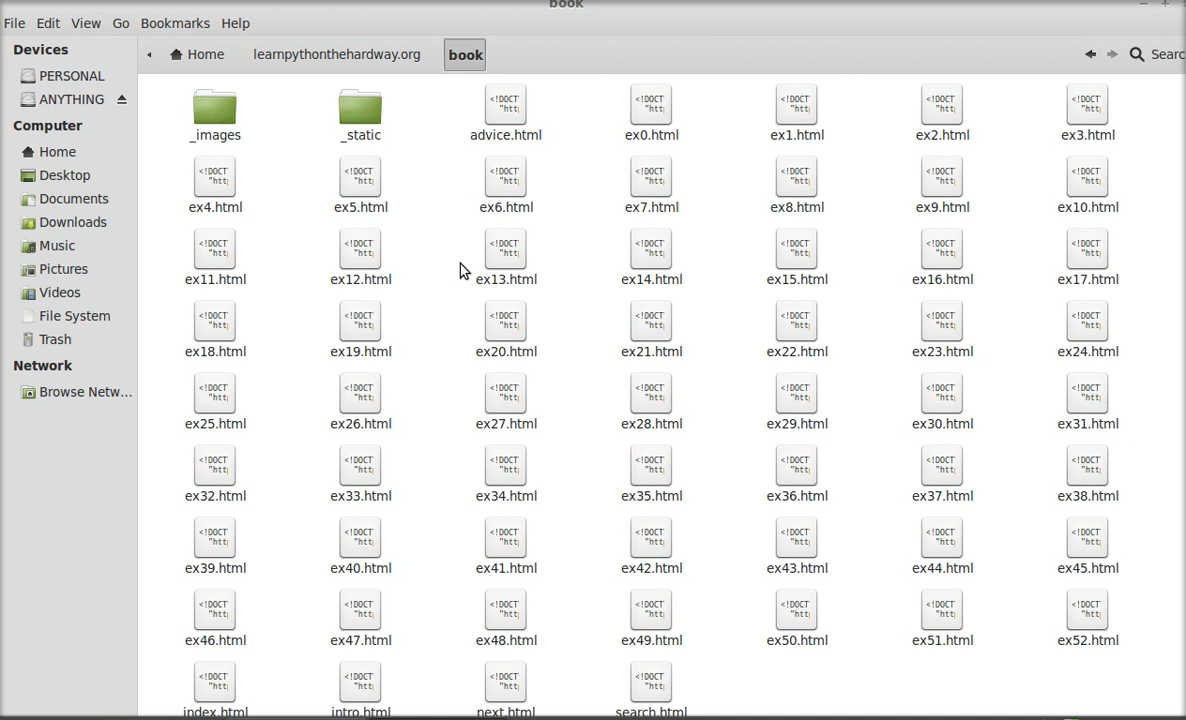 book
File Edit View Go Bookmarks Help
Devices
PERSONAL
ANYTHING
Computer
Home
Desktop
Documents
Downloads
Music
Pictures
Videos
File System
Trash
Network
Browse Netw...
Home learnpythonthehardway.org book Searc
_images _static advice.html ex0.html ex1.html ex2.html ex3.html
ex4.html ex5.html ex6.html ex7.html ex8.html ex9.html ex10.html
ex11.html ex12.html ex13.html ex14.html ex15.html ex16.html ex17.html
ex18.html ex19.html ex20.html ex21.html ex22.html ex23.html ex24.html
ex25.html ex26.html ex27.html ex28.html ex29.html ex30.html ex31.html
ex32.html ex33.html ex34.html ex35.html ex36.html ex37.html ex38.html
ex39.html ex40.html ex41.html ex42.html ex43.html ex44.html ex45.html
ex46.html ex47.html ex48.html ex49.html ex50.html ex51.html ex52.html
index.html intro.html next.html search.html